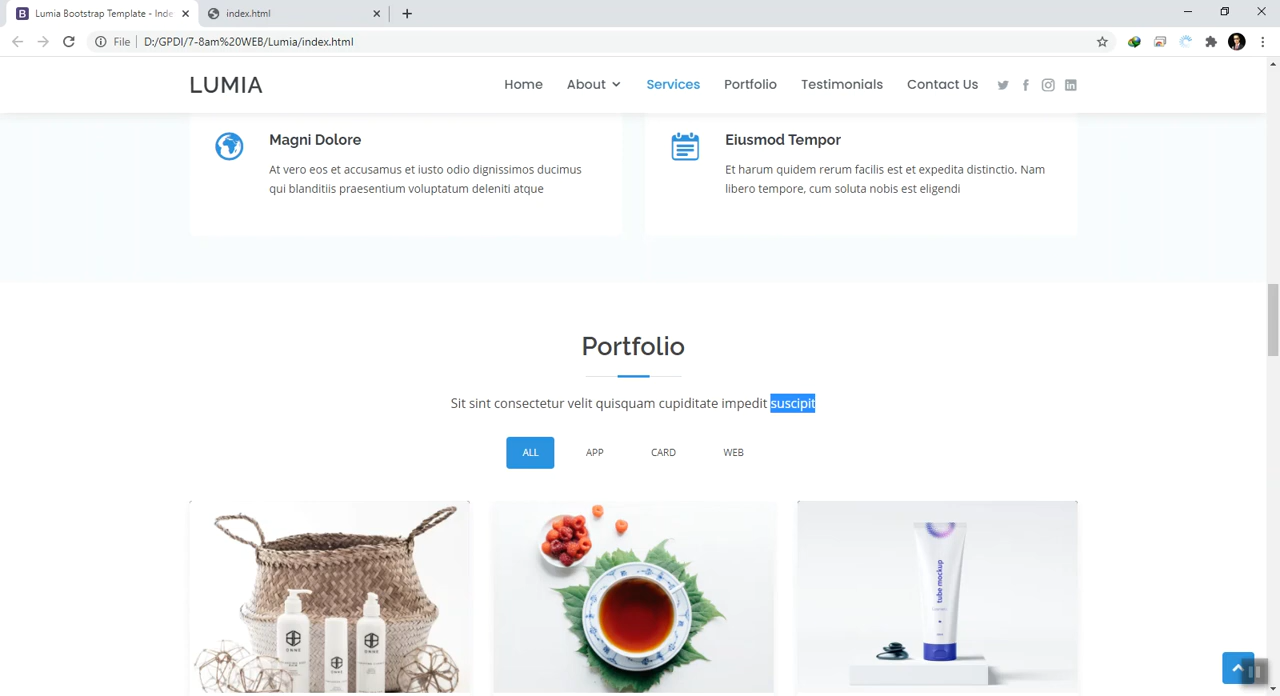 Lumia Bootstrap Template - Inde
index.html
File
D:/GPDI/7-8am%20WEB/Lumia/index.html
LUMIA
Home
About
Services
Portfolio
Testimonials
Contact Us
Magni Dolore
At vero eos et accusamus et iusto odio dignissimos ducimus
qui blanditiis praesentium voluptatum deleniti atque
Eiusmod Tempor
Et harum quidem rerum facilis est et expedita distinctio. Nam
libero tempore, cum soluta nobis est eligendi
Portfolio
Sit sint consectetur velit quisquam cupiditate impedit suscipit
ALL
APP
CARD
WEB
tube mockup